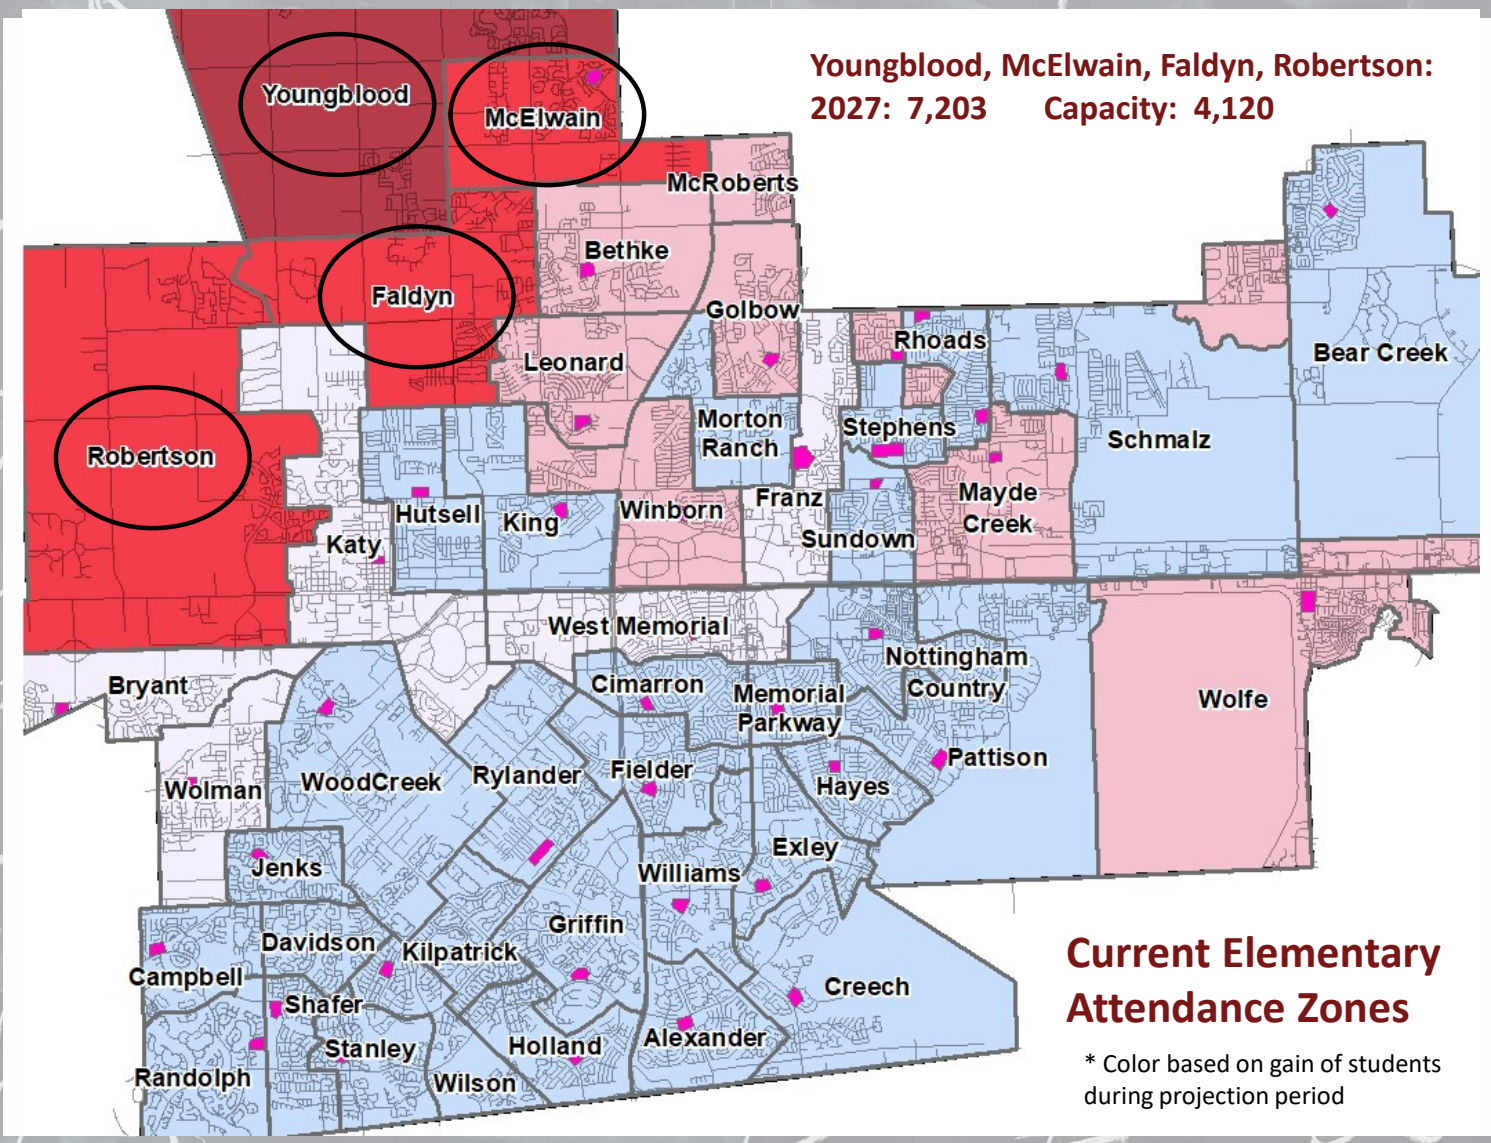 Youngblood, McElwain, Faldyn, Robertson:
2027: 7,203 Capacity: 4,120
Youngblood
McElwain
McRoberts
Bethke
Faldyn
Golbow
Rhoads
Leonard
Bear Creek
Morton
Ranch
Stephens
Schmalz
Robertson
Hutsell
King
Winborn
Franz
Mayde
Creek
Katy
Sundown
West Memorial
Nottingham
Country
Bryant
Cimarron
Memorial
Parkway
Wolfe
Wolman
WoodCreek
Rylander
Fielder
Hayes
Pattison
Jenks
Williams
Exley
Davidson
Kilpatrick
Griffin
Campbell
Shafer
Creech
Stanley
Holland
Alexander
Randolph
Wilson
Current Elementary
Attendance Zones
* Color based on gain of students
during projection period